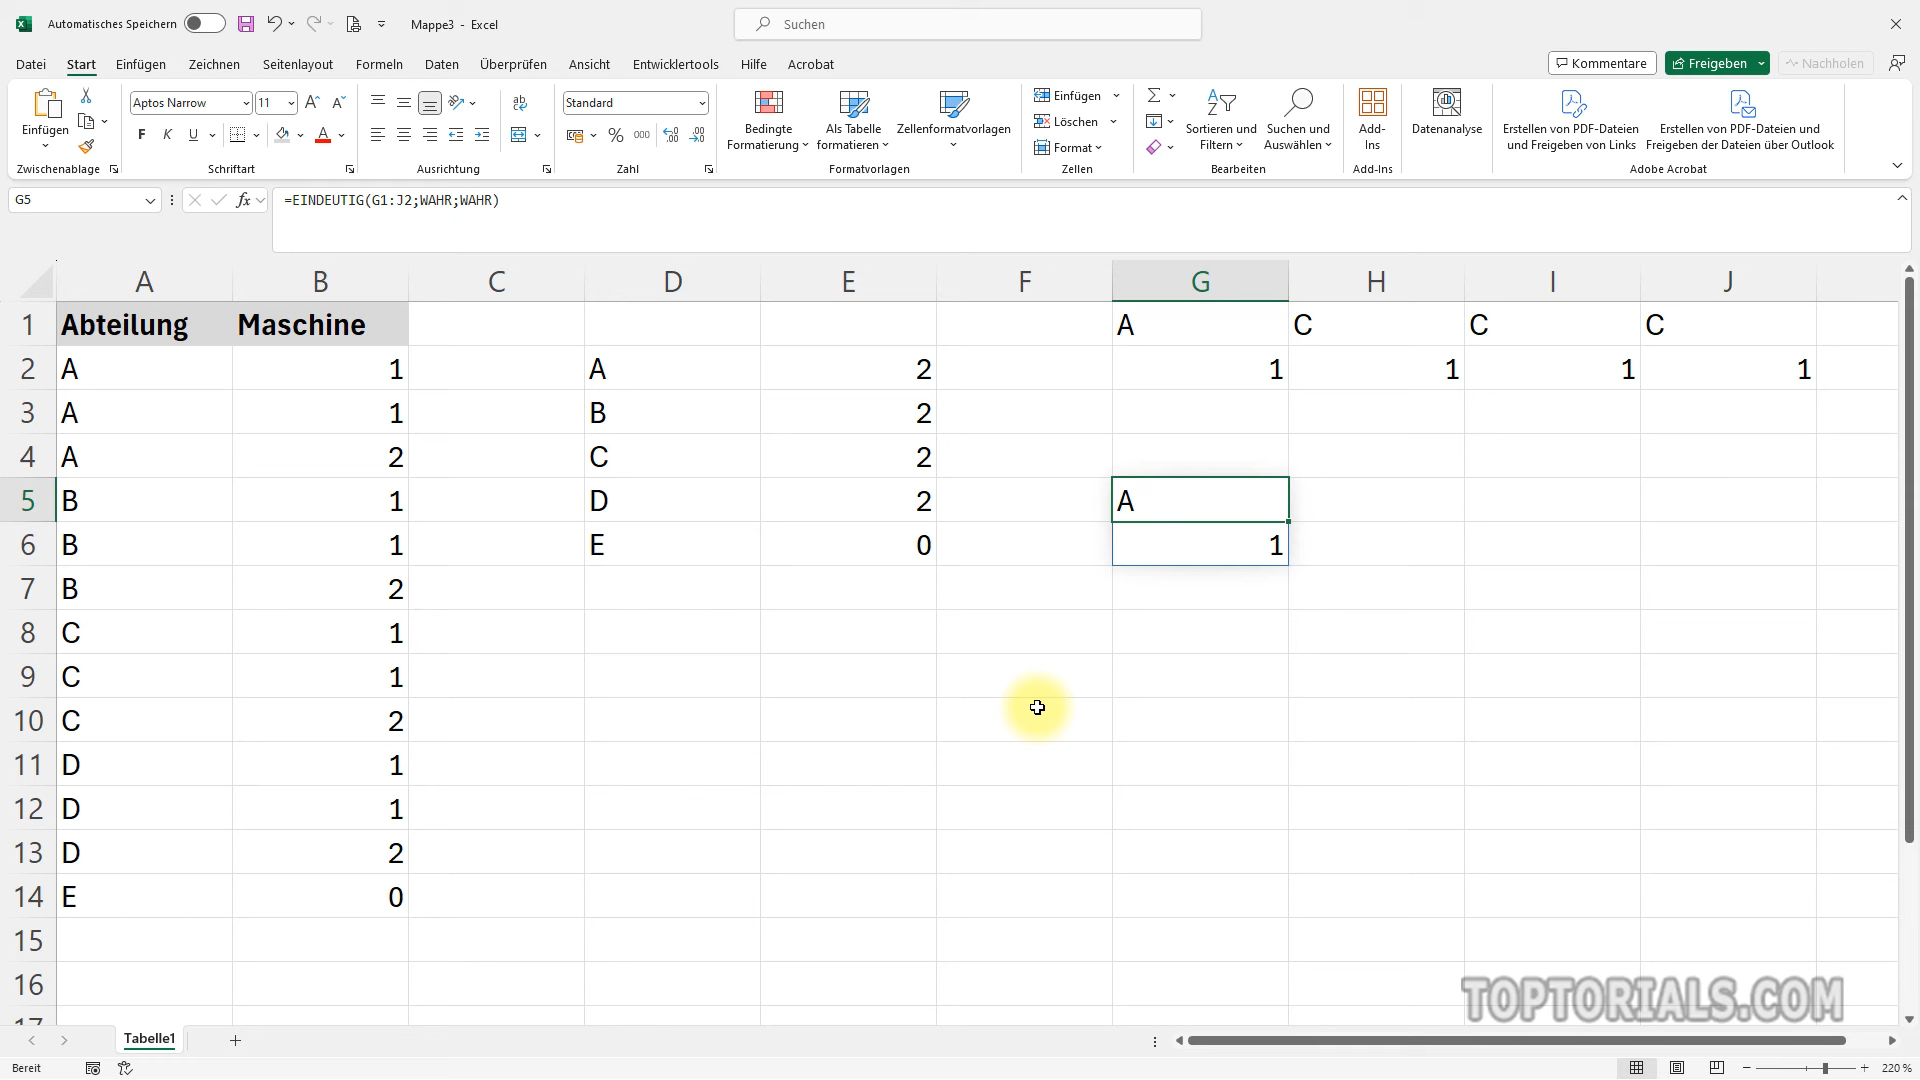 Automatisches Speichern
Mappe3 - Excel
Suchen
Datei Start Einfügen Zeichnen Seitenlayout Formeln Daten Überprüfen Ansicht Entwicklertools Hilfe Acrobat
Kommentare
Freigeben
Nachholen
Einfügen
Zwischenablage
Aptos Narrow
11
F K U
Schriftart
ab
Ausrichtung
Standard
% 000
Zahl
Bedingte
Formatierung
Als Tabelle
formatieren
Zellenformatvorlagen
Formatvorlagen
Einfügen
Löschen
Format
Zellen
Sortieren und
Filtern
Suchen und
Auswählen
Bearbeiten
Add-
Ins
Add-Ins
Datenanalyse
Erstellen von PDF-Dateien
und Freigeben von Links
Erstellen von PDF-Dateien und
Freigeben der Dateien über Outlook
Adobe Acrobat
G5
fx
=EINDEUTIG(G1:J2;WAHR;WAHR)
A B C D E F G H I J
1 Abteilung Maschine A C C C
2 A 1 A 2 1 1 1 1
3 A 1 B 2
4 A 2 C 2
5 B 1 D 2 A
6 B 1 E 0 1
7 B 2
8 C 1
9 C 1
10 C 2
11 D 1
12 D 1
13 D 2
14 E 0
15
16
17
TOPTORIALS.COM
Tabelle1
Bereit
220 %